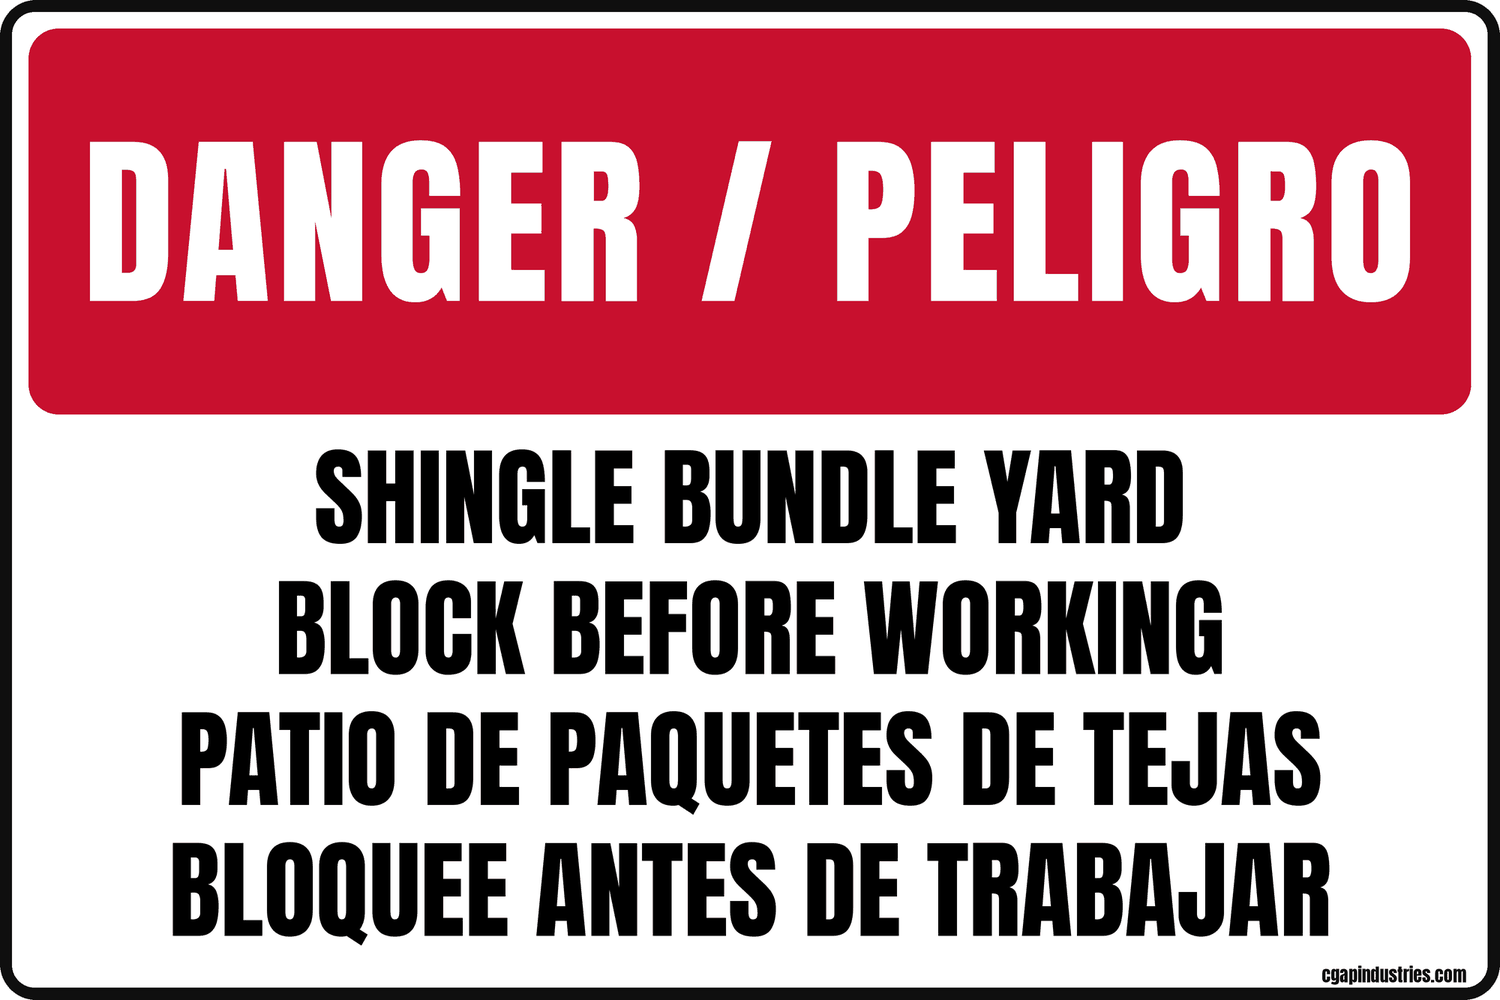 DANGER / PELIGRO
SHINGLE BUNDLE YARD
BLOCK BEFORE WORKING
PATIO DE PAQUETES DE TEJAS
BLOQUEE ANTES DE TRABAJAR
cgapindustries.com